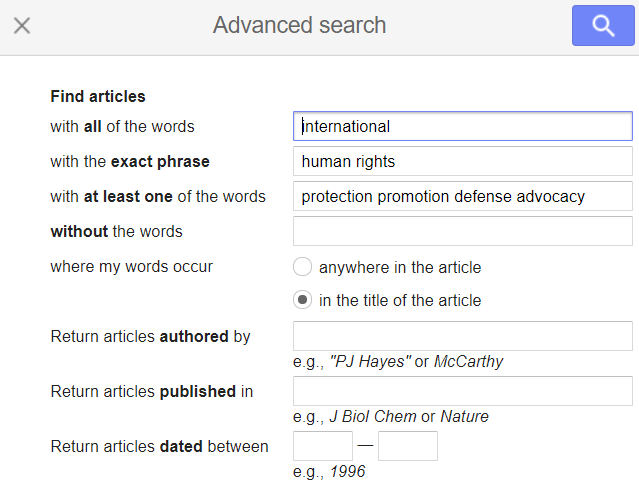 Advanced search
Find articles
with all of the words international
with the exact phrase human rights
with at least one of the words protection promotion defense advocacy
without the words
where my words occur anywhere in the article
in the title of the article
Return articles authored by
e.g., "PJ Hayes" or McCarthy
Return articles published in
e.g., J Biol Chem or Nature
Return articles dated between —
e.g., 1996